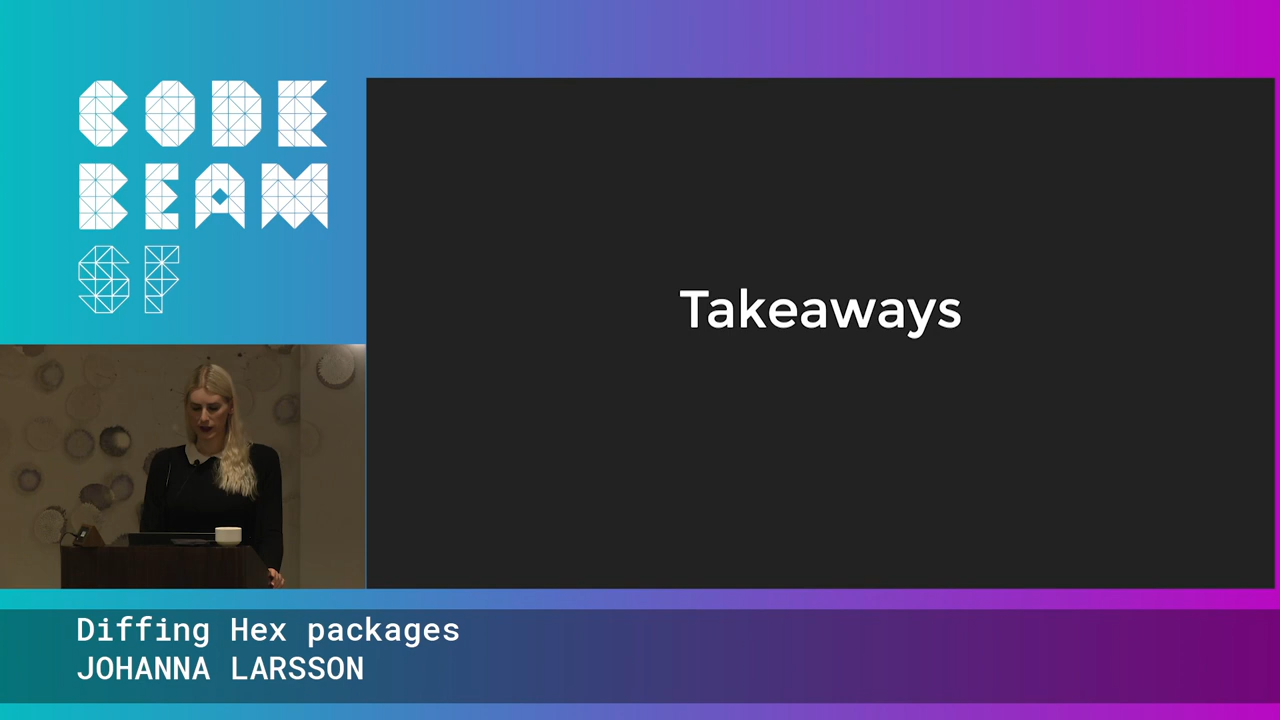 CODE
BEAM
SF
Takeaways
Diffing Hex packages
JOHANNA LARSSON